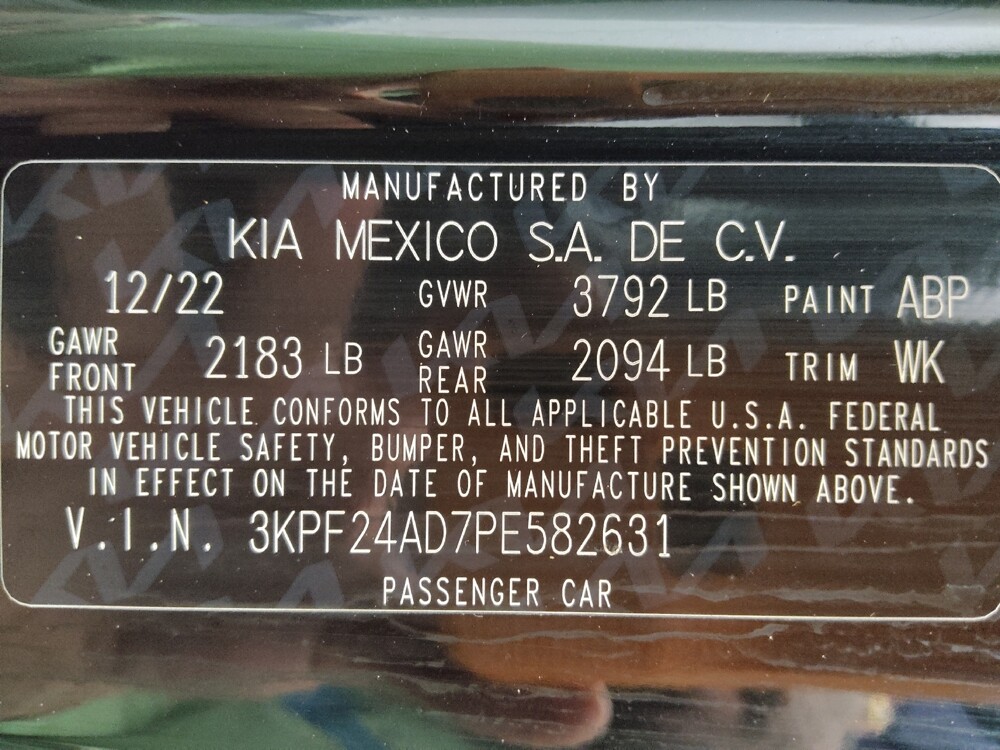 MANUFACTURED BY
KIA MEXICO S.A. DE C.V.
12/22 GVWR 3792 LB PAINT ABP
GAWR FRONT 2183 LB GAWR REAR 2094 LB TRIM WK
THIS VEHICLE CONFORMS TO ALL APPLICABLE U.S.A. FEDERAL
MOTOR VEHICLE SAFETY, BUMPER, AND THEFT PREVENTION STANDARDS
IN EFFECT ON THE DATE OF MANUFACTURE SHOWN ABOVE.
V.I.N. 3KPF24AD7PE582631
PASSENGER CAR